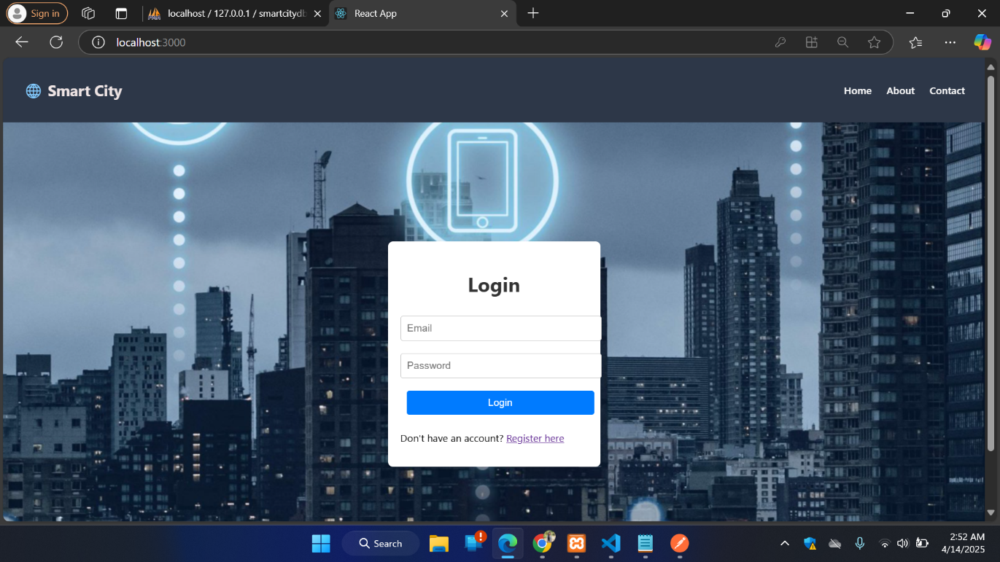 Sign in
localhost / 127.0.0.1 / smartcitydb
React App
localhost:3000
Smart City
Home
About
Contact
Login
Email
Password
Login
Don't have an account? Register here
Search
2:52 AM
4/14/2025